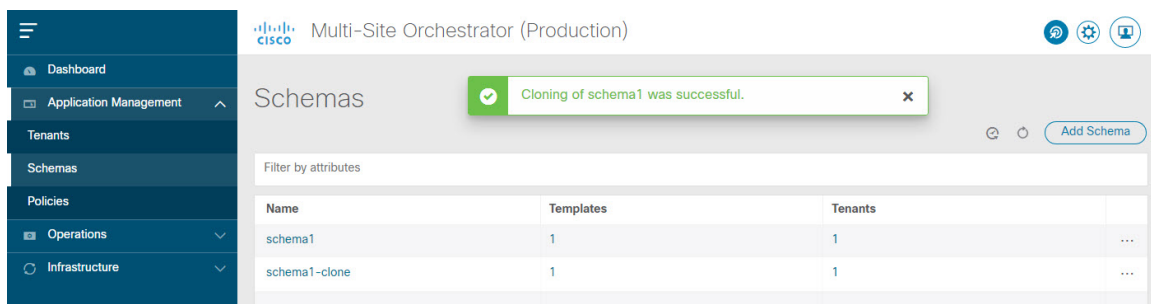 CISCO Multi-Site Orchestrator (Production)
Dashboard
Application Management
Tenants
Schemas
Policies
Operations
Infrastructure
Schemas
Cloning of schema1 was successful.
Add Schema
Filter by attributes
Name Templates Tenants
schema1 1 1 ...
schema1-clone 1 1 ...